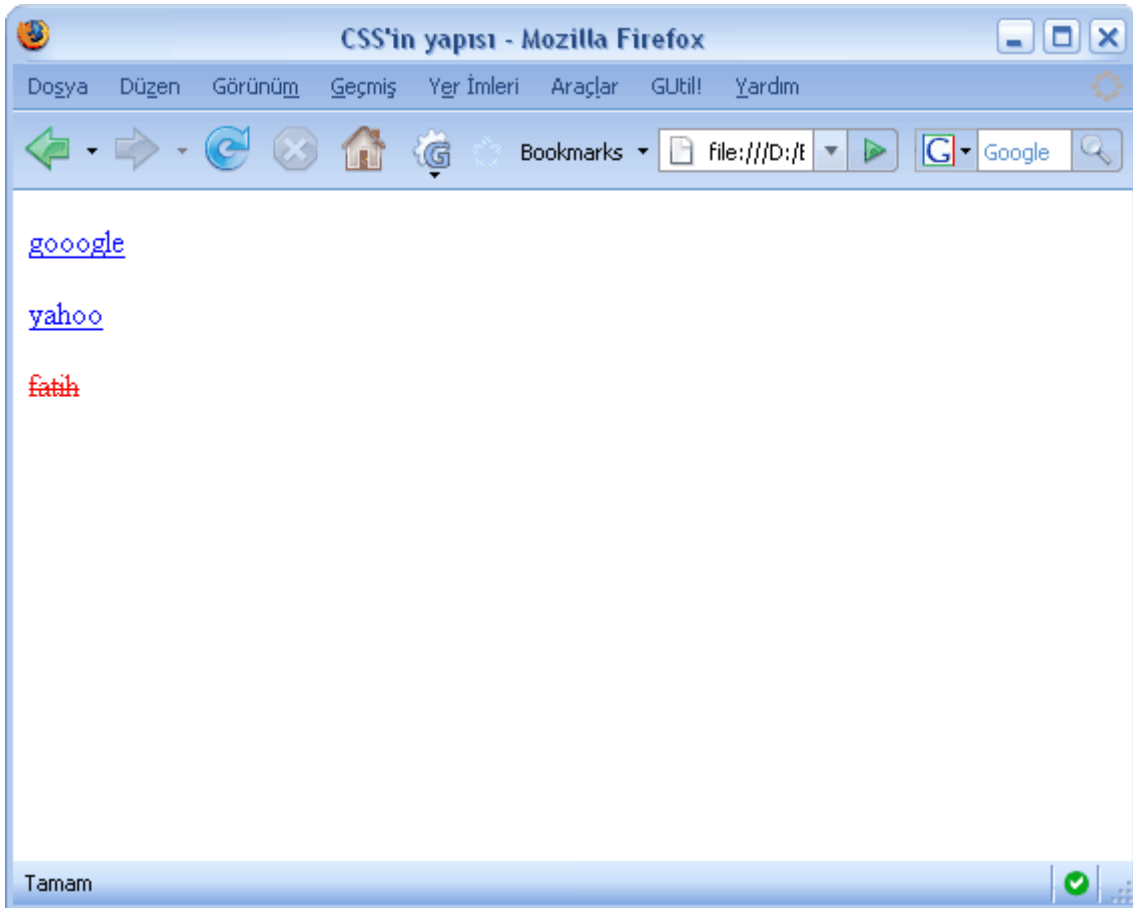 CSS'in yapısı - Mozilla Firefox
Dosya Düzen Görünüm Geçmiş Yer İmleri Araçlar GUtil! Yardım
G Bookmarks file:///D:/E G Google
gooogle
yahoo
fatih
Tamam